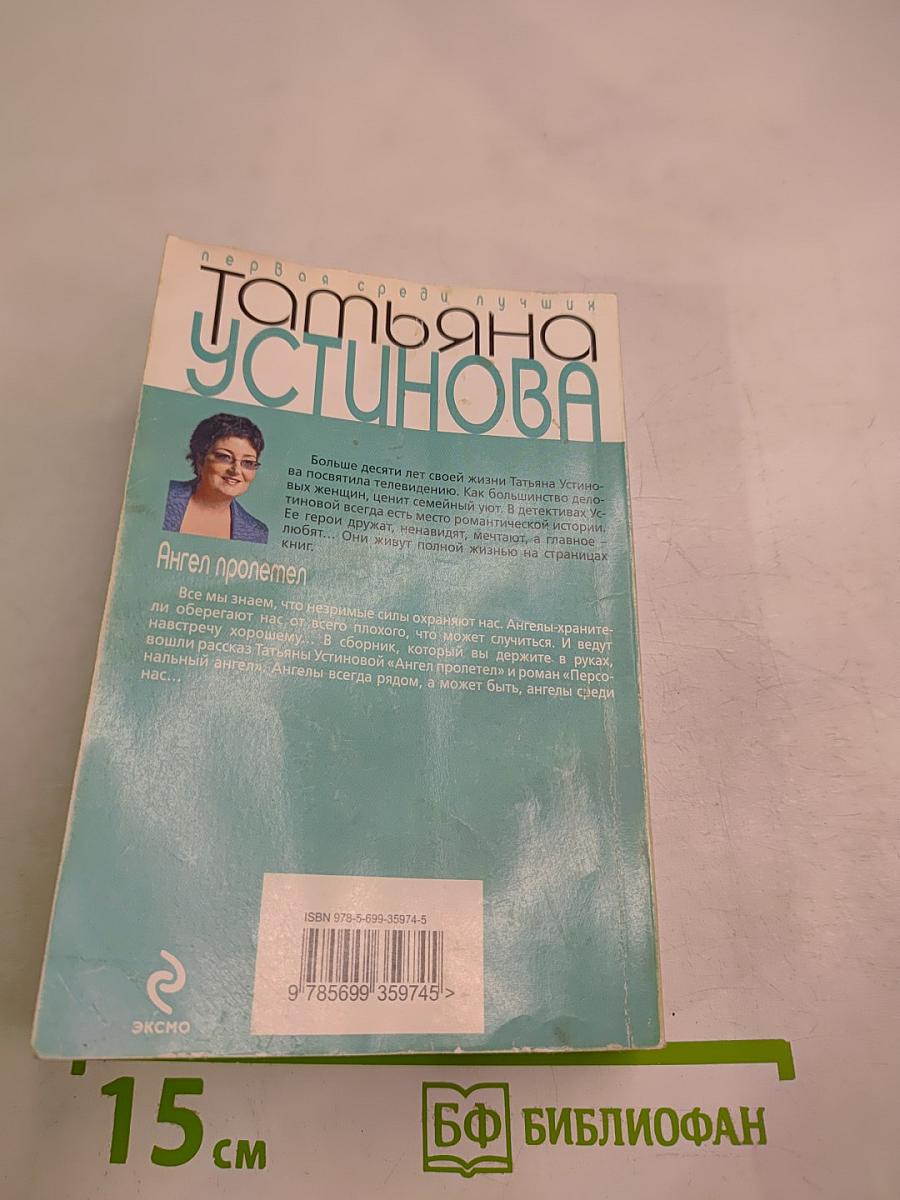 первая среди лучших
Татьяна
УСТИНОВА
Больше десяти лет своей жизни Татьяна Устино-
ва посвятила телевидению. Как большинство дело-
вых женщин, ценит семейный уют. В детективах Ус-
тиновой всегда есть место романтической истории.
Ее герои дружат, ненавидят, мечтают, а главное –
любят... Они живут полной жизнью на страницах
книг.
Ангел пролетел
Все мы знаем, что незримые силы охраняют нас. Ангелы-храните-
ли оберегают нас от всего плохого, что может случиться. И ведут
навстречу хорошему... В сборник, который вы держите в руках,
вошли рассказ Татьяны Устиновой «Ангел пролетел» и роман «Персо-
нальный ангел». Ангелы всегда рядом, а может быть, ангелы среди
нас...
ISBN 978-5-699-35974-5
9 785699 359745 >
ЭКСМО
15 см
БФ БИБЛИОФАН